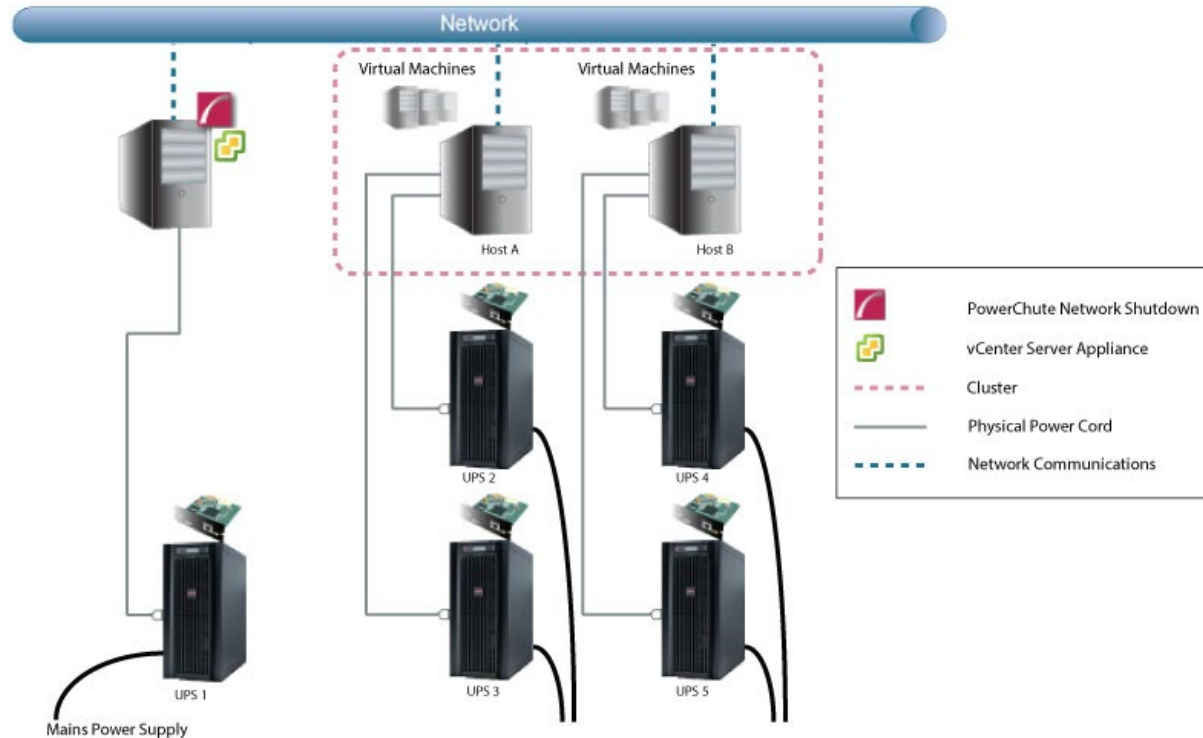 Network
Virtual Machines
Virtual Machines
Host A
Host B
PowerChute Network Shutdown
vCenter Server Appliance
Cluster
Physical Power Cord
Network Communications
UPS 2
UPS 4
UPS 1
UPS 3
UPS 5
Mains Power Supply